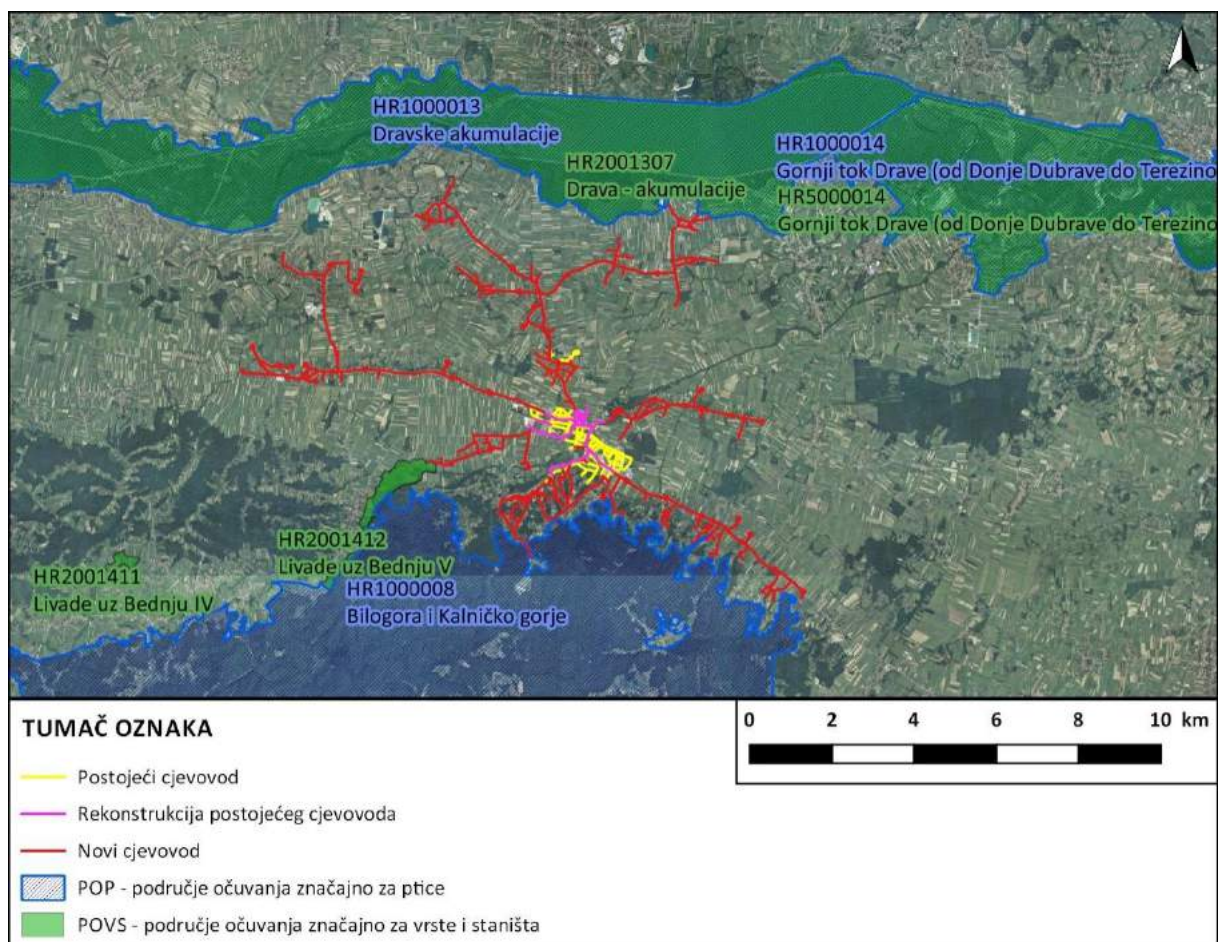 HR1000013
Dravske akumulacije
HR2001307
Drava - akumulacije
HR1000014
Gornji tok Drave (od Donje Dubrave do Terezino
HR5000014
Gornji tok Drave (od Donje Dubrave do Terezino
HR2001412
Livade uz Bednju V
HR2001411
Livade uz Bednju IV
HR1000008
Bilogora i Kalničko gorje
TUMAČ OZNAKA
0 2 4 6 8 10 km
Postojeći cjevovod
Rekonstrukcija postojećeg cjevovoda
Novi cjevovod
POP - područje očuvanja značajno za ptice
POVS - područje očuvanja značajno za vrste i staništa